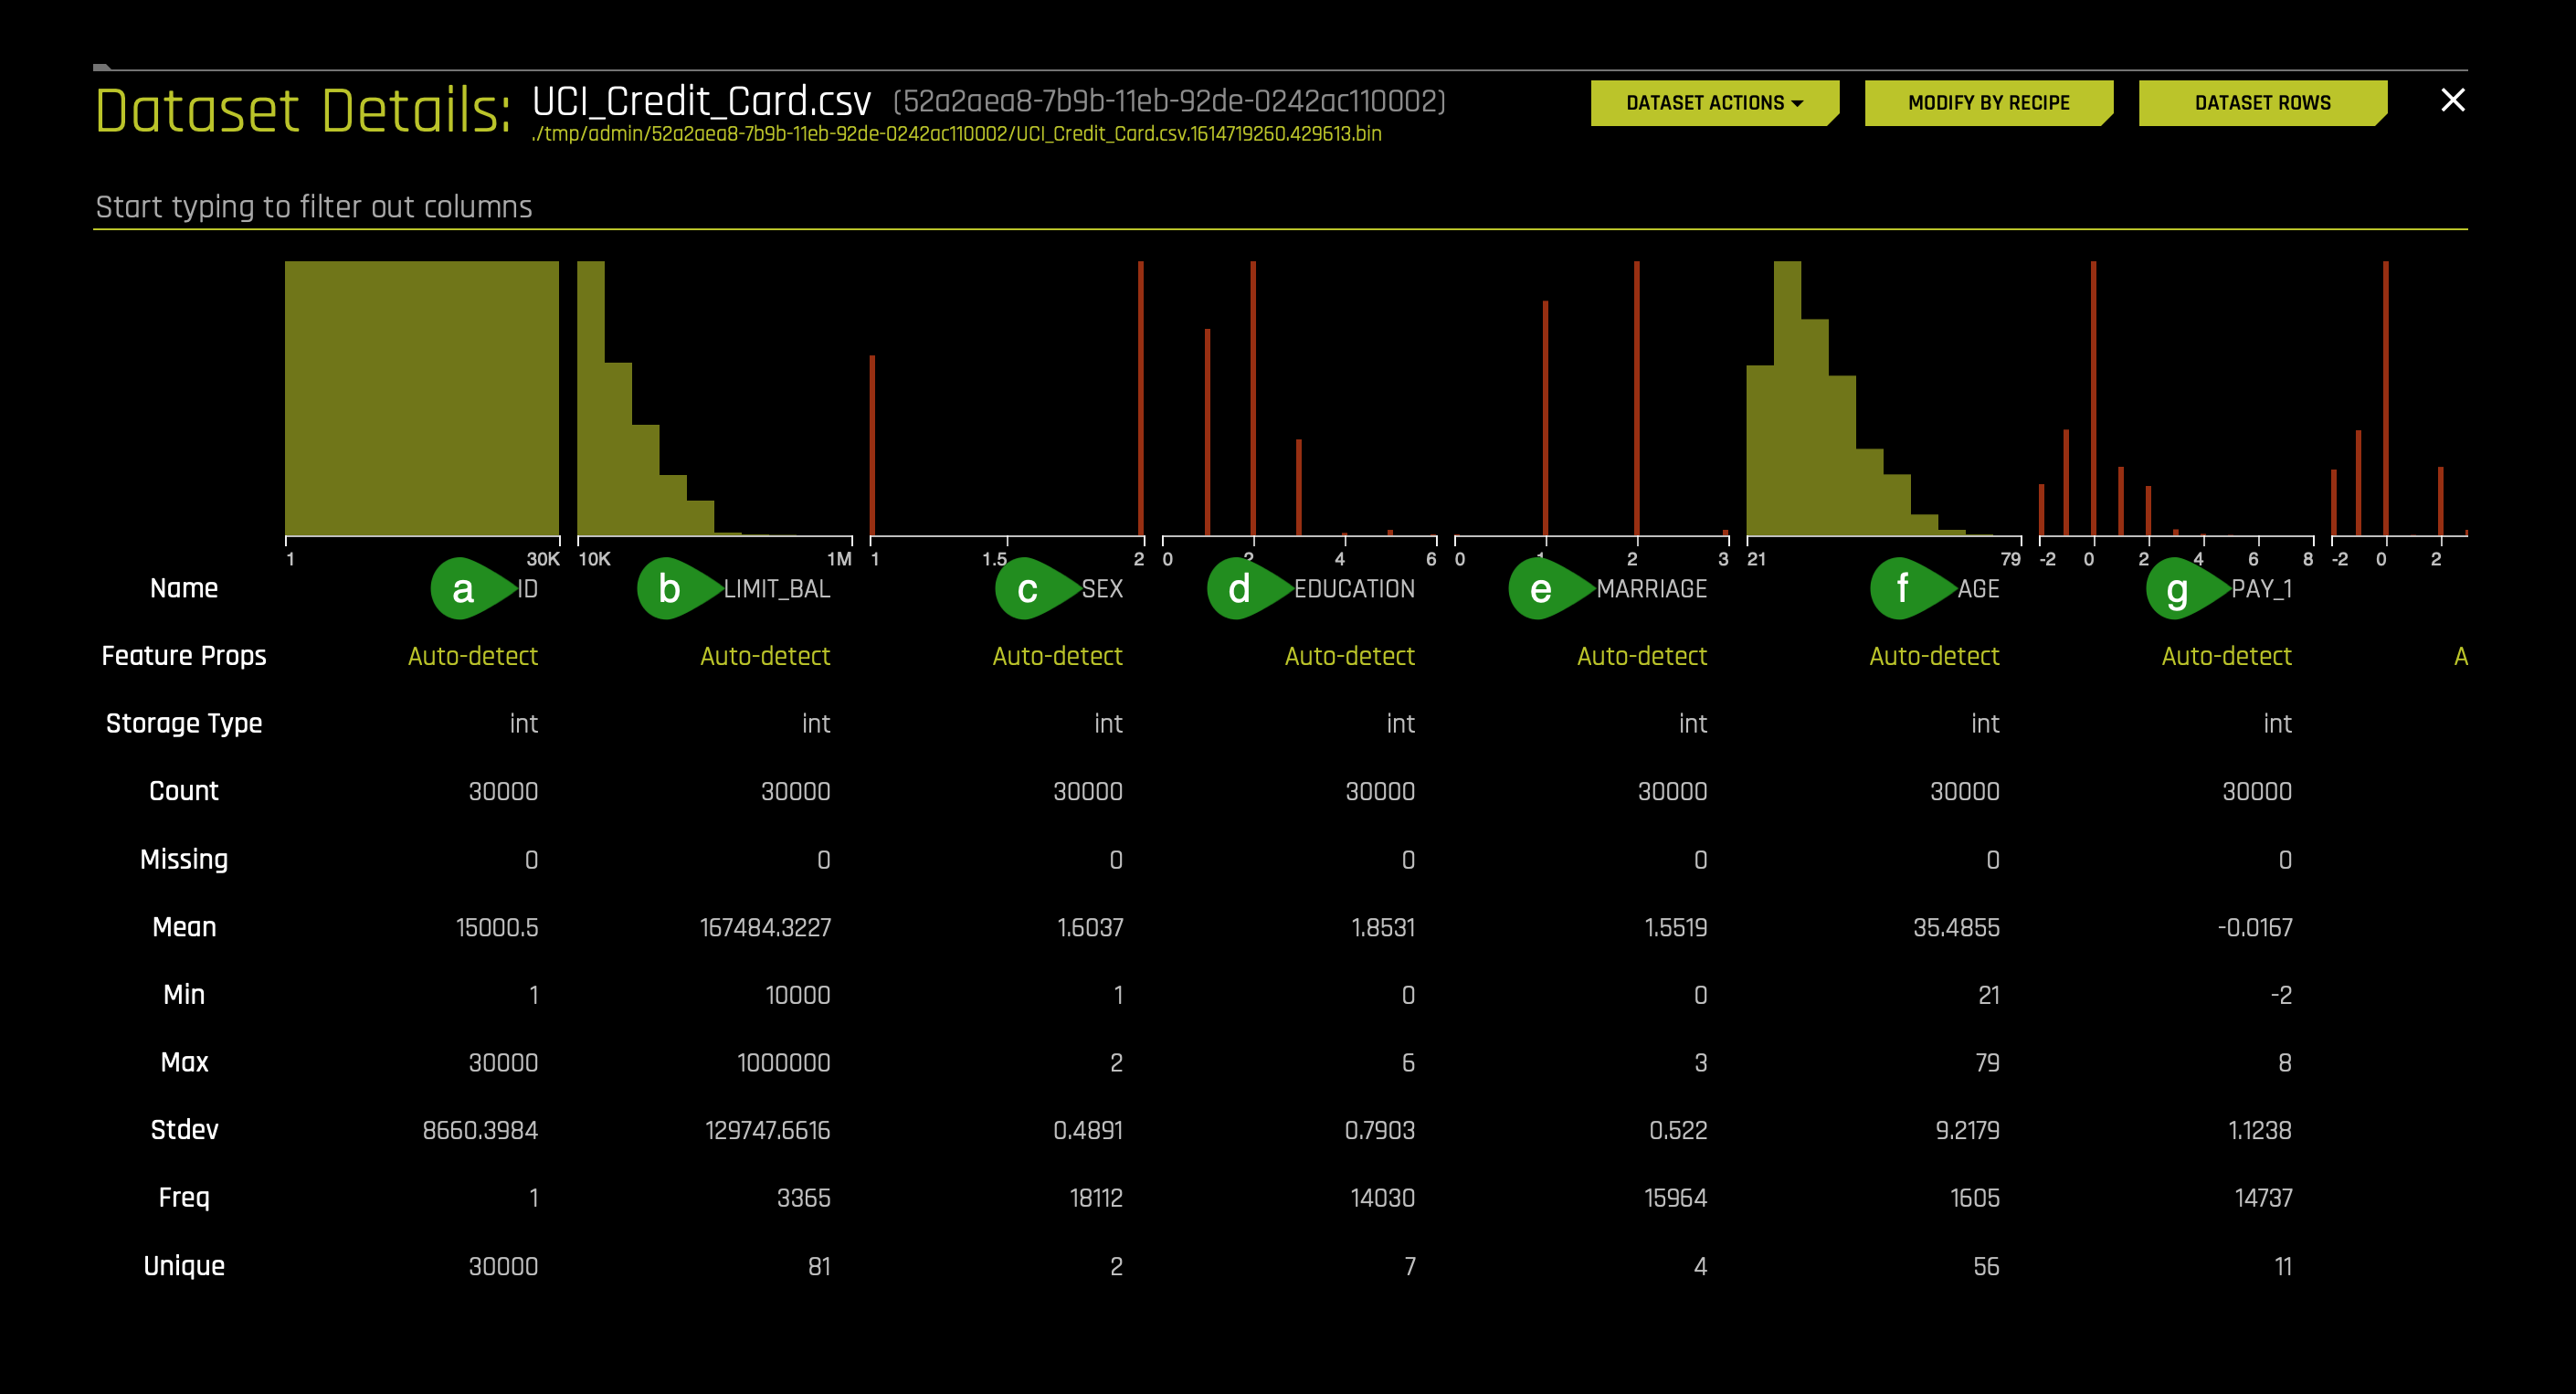 Dataset Details: UCI_Credit_Card.csv (52a2aea8-7b9b-11eb-92de-0242ac110002) DATASET ACTIONS MODIFY BY RECIPE DATASET ROWS
./tmp/admin/52a2aea8-7b9b-11eb-92de-0242ac110002/UCI_Credit_Card.csv.1614719260.429613.bin
Start typing to filter out columns
1 30K 10K 1M 1 1.5 2 0 2 4 6 0 1 2 3 21 79 -2 0 2 4 6 8 -2 0 2
Name a ID b LIMIT_BAL c SEX d EDUCATION e MARRIAGE f AGE g PAY_1
Feature Props Auto-detect Auto-detect Auto-detect Auto-detect Auto-detect Auto-detect Auto-detect A
Storage Type int int int int int int int
Count 30000 30000 30000 30000 30000 30000 30000
Missing 0 0 0 0 0 0 0
Mean 15000.5 167484.3227 1.6037 1.8531 1.5519 35.4855 -0.0167
Min 1 10000 1 0 0 21 -2
Max 30000 1000000 2 6 3 79 8
Stdev 8660.3984 129747.6616 0.4891 0.7903 0.522 9.2179 1.1238
Freq 1 3365 18112 14030 15964 1605 14737
Unique 30000 81 2 7 4 56 11